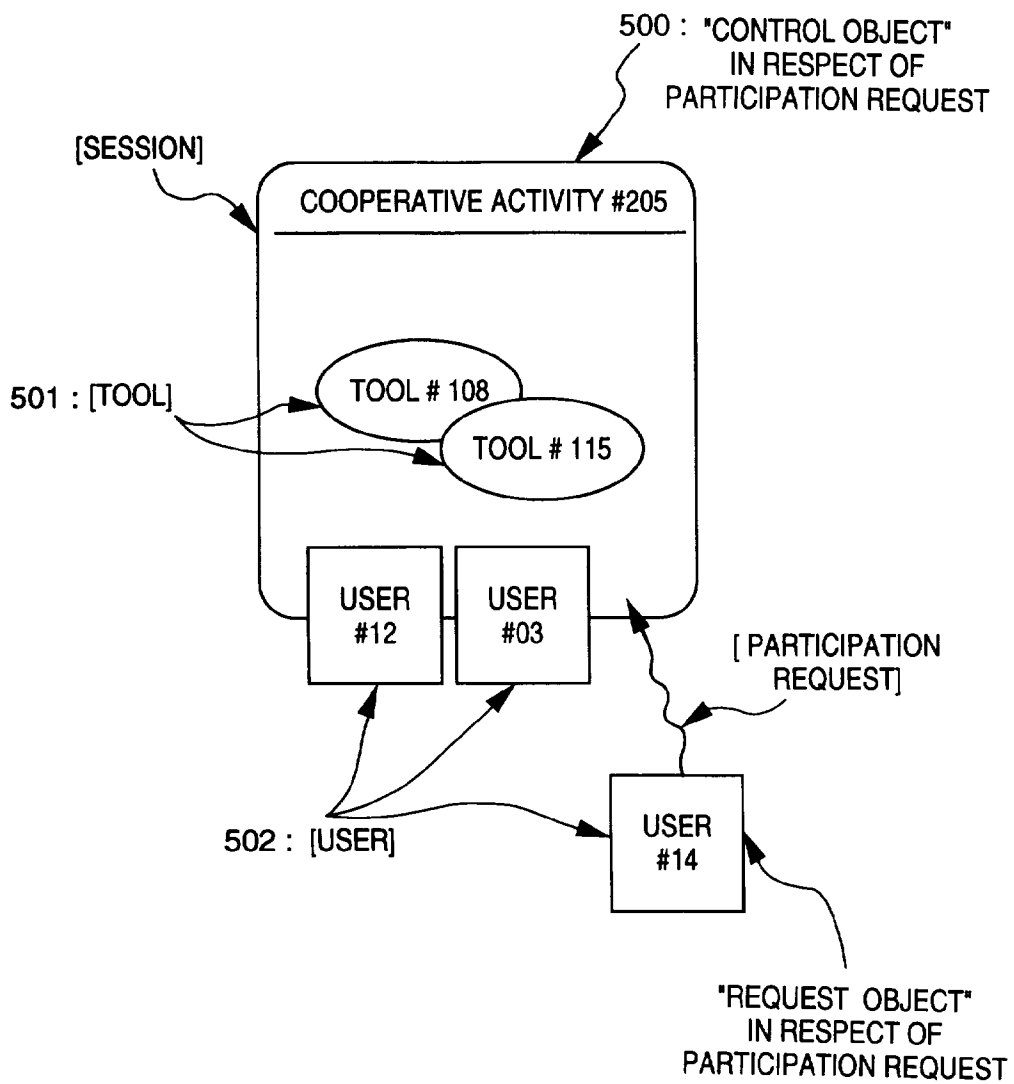 500 : "CONTROL OBJECT"
IN RESPECT OF
PARTICIPATION REQUEST
[SESSION]
COOPERATIVE ACTIVITY #205
501 : [TOOL]
TOOL # 108
TOOL # 115
USER
#12
USER
#03
[ PARTICIPATION
REQUEST]
502 : [USER]
USER
#14
"REQUEST OBJECT"
IN RESPECT OF
PARTICIPATION REQUEST